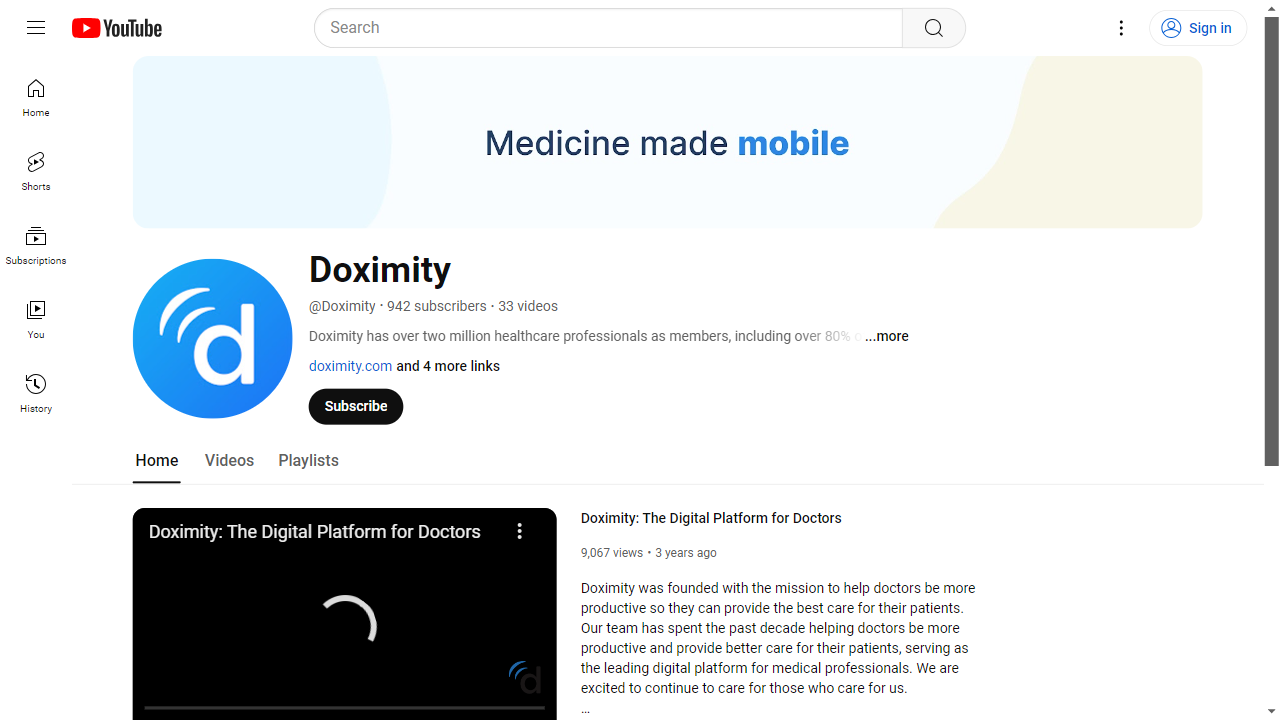 YouTube
Search
Sign in
Home
Shorts
Subscriptions
You
History
Medicine made mobile
d
Doximity
@Doximity • 942 subscribers • 33 videos
Doximity has over two million healthcare professionals as members, including over 80% ...more
doximity.com and 4 more links
Subscribe
Home Videos Playlists
Doximity: The Digital Platform for Doctors
d
Doximity: The Digital Platform for Doctors
9,067 views • 3 years ago
Doximity was founded with the mission to help doctors be more
productive so they can provide the best care for their patients.
Our team has spent the past decade helping doctors be more
productive and provide better care for their patients, serving as
the leading digital platform for medical professionals. We are
excited to continue to care for those who care for us.
...